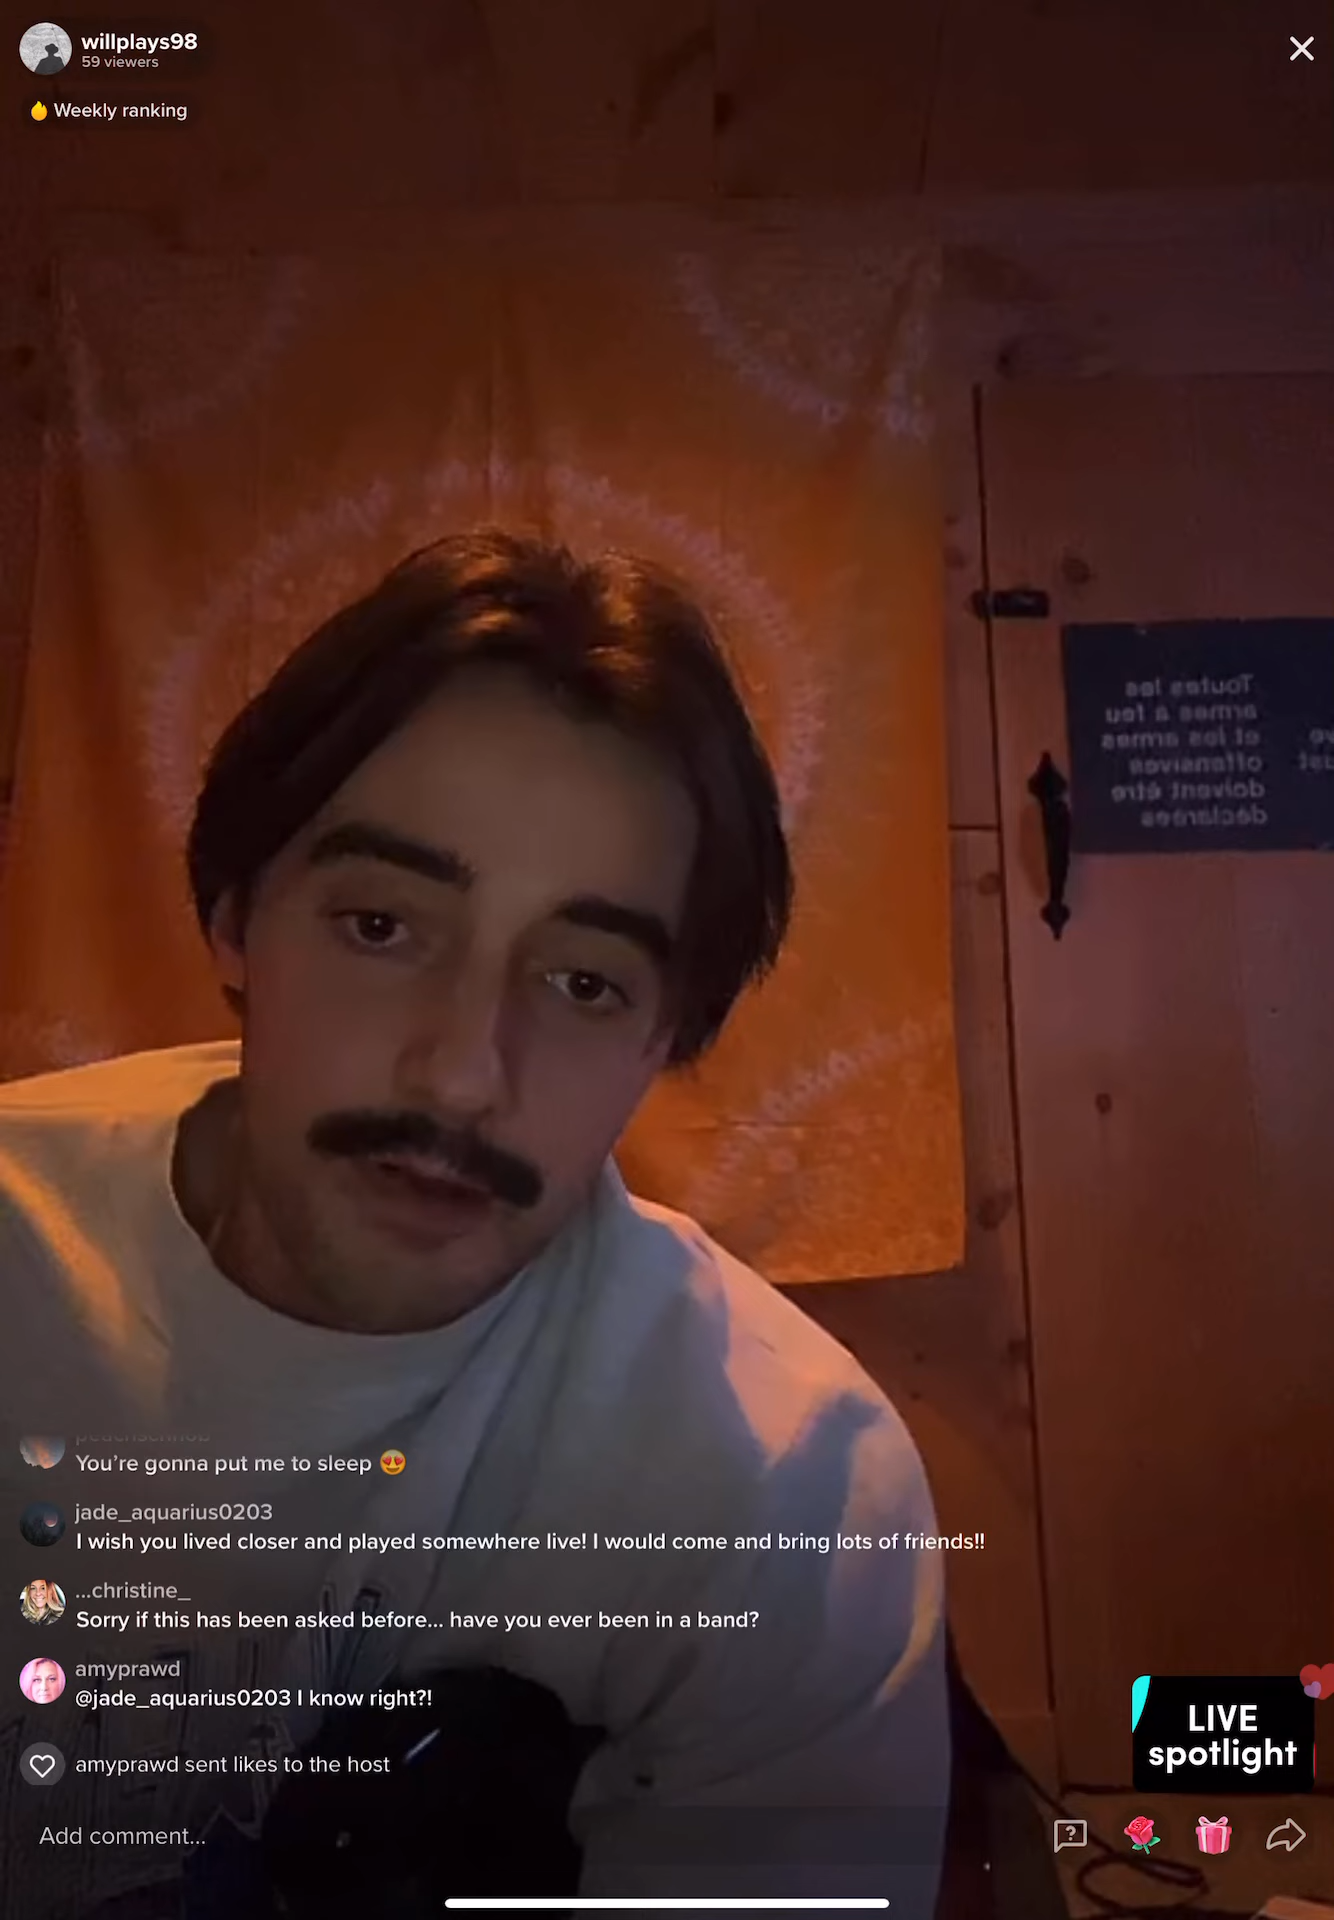 willplays98
59 viewers
Weekly ranking
Toutes les
armes a feu
et les armes
offensives
doivent être
déclarées
You're gonna put me to sleep 😍
jade_aquarius0203
I wish you lived closer and played somewhere live! I would come and bring lots of friends!!
...christine_
Sorry if this has been asked before... have you ever been in a band?
amyprawd
@jade_aquarius0203 I know right?!
amyprawd sent likes to the host
LIVE
spotlight
Add comment...